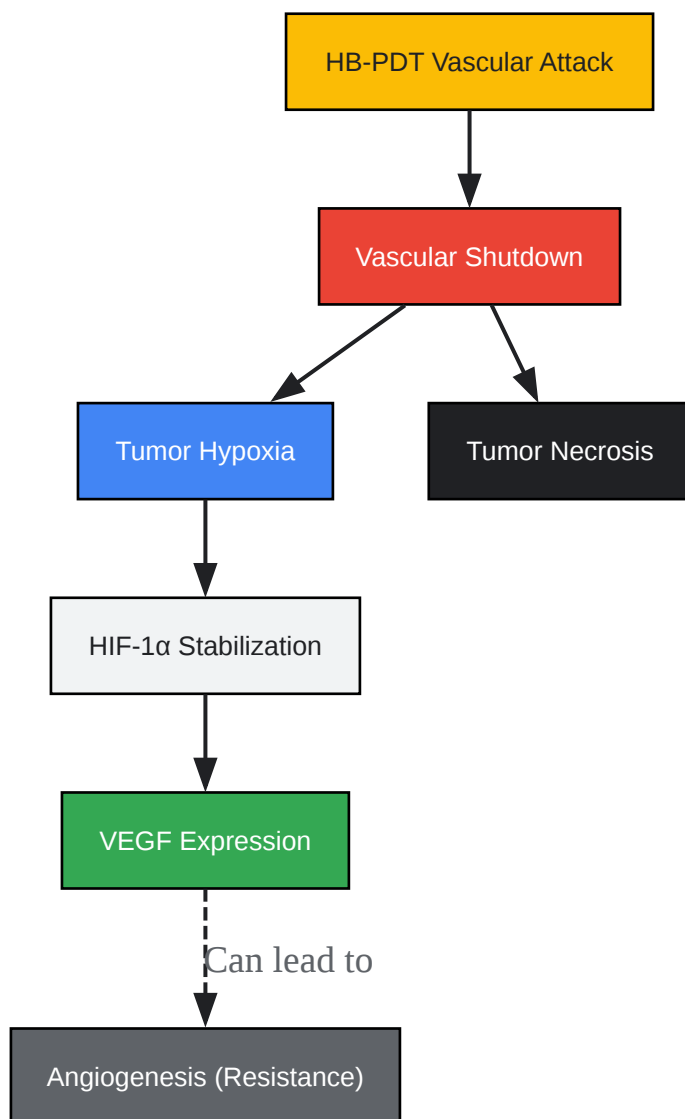 HB-PDT Vascular Attack
Vascular Shutdown
Tumor Hypoxia
Tumor Necrosis
HIF-1α Stabilization
VEGF Expression
Can lead to
Angiogenesis (Resistance)